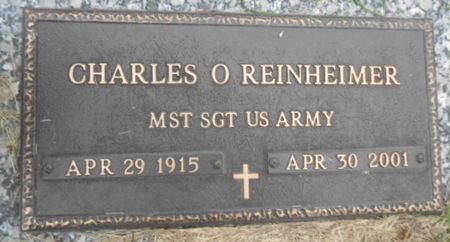 CHARLES O REINHEIMER
MST SGT US ARMY
APR 29 1915 APR 30 2001